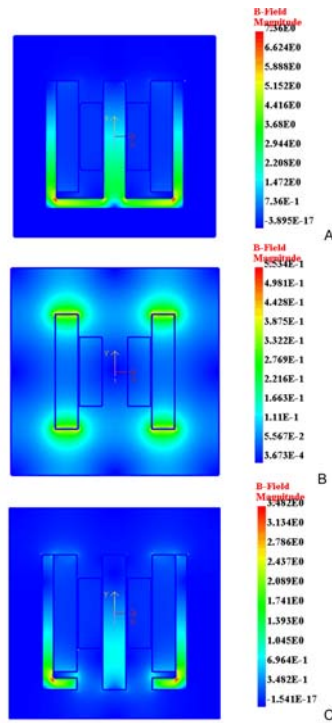 B-Field
Magnitude
7.36E0
6.624E0
5.888E0
5.152E0
4.416E0
3.68E0
2.944E0
2.208E0
1.472E0
7.36E-1
-3.895E-17
A
B-Field
Magnitude
5.534E-1
4.981E-1
4.428E-1
3.875E-1
3.322E-1
2.769E-1
2.216E-1
1.663E-1
1.11E-1
5.567E-2
3.673E-4
B
B-Field
Magnitude
3.482E0
3.134E0
2.786E0
2.437E0
2.089E0
1.741E0
1.393E0
1.045E0
6.964E-1
3.482E-1
-1.541E-17
C